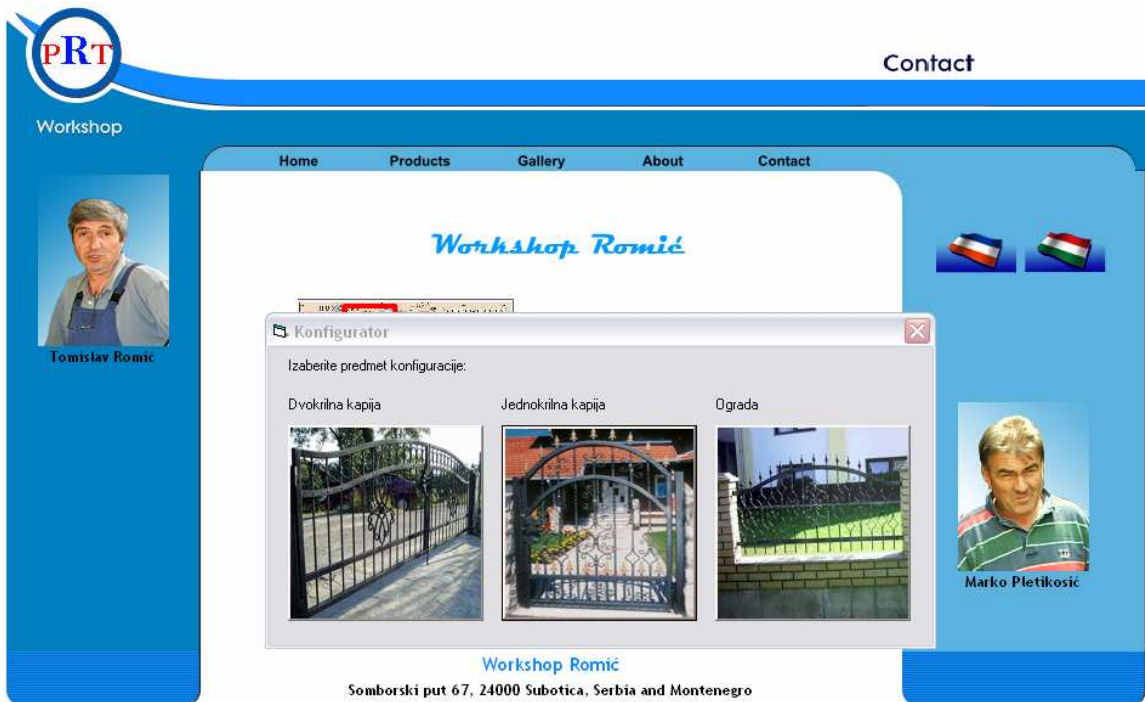 PRT
Contact
Workshop
Home Products Gallery About Contact
Workshop Romić
Tomislav Romić
Konfigurator
Izaberite predmet konfiguracije:
Dvokrilna kapija Jednokrilna kapija Ograda
Marko Pletikosić
Workshop Romić
Somborski put 67, 24000 Subotica, Serbia and Montenegro